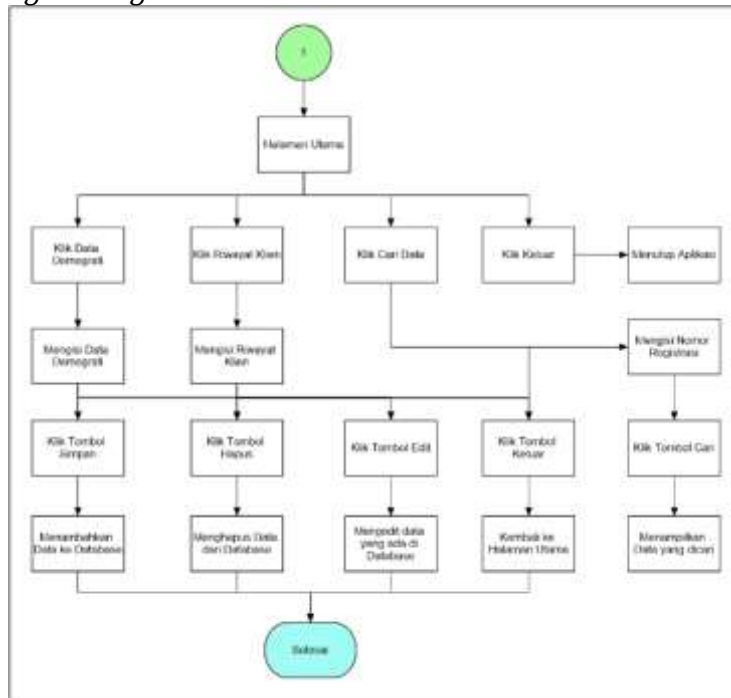 Halaman Utama
Klik Data
Demografi
Klik Riwayat Klien
Klik Cari Data
Klik Keluar
Menutup Aplikasi
Mengisi Data
Demografi
Mengisi Riwayat
Klien
Mengisi Nomor
Registrasi
Klik Tombol
Simpan
Klik Tombol
Hapus
Klik Tombol Edit
Klik Tombol
Keluar
Klik Tombol Cari
Menambahkan
Data ke Database
Menghapus Data
dari Database
Mengedit data
yang ada di
Database
Kembali ke
Halaman Utama
Menampilkan
Data yang dicari
Selesai